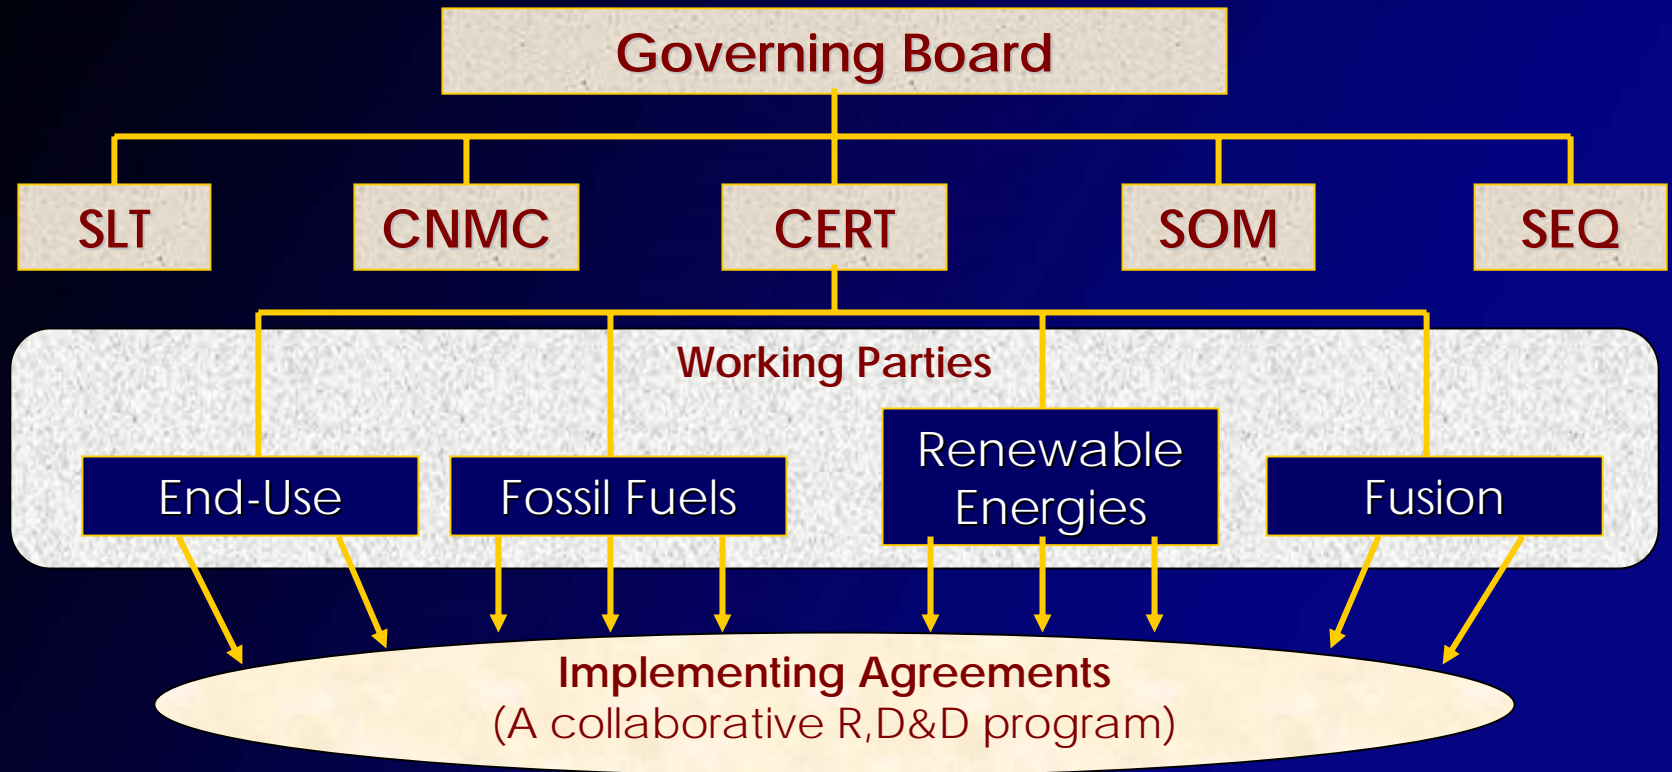 Governing Board
SLT
CNMC
CERT
SOM
SEQ
Working Parties
End-Use
Fossil Fuels
Renewable
Energies
Fusion
Implementing Agreements
(A collaborative R,D&D program)